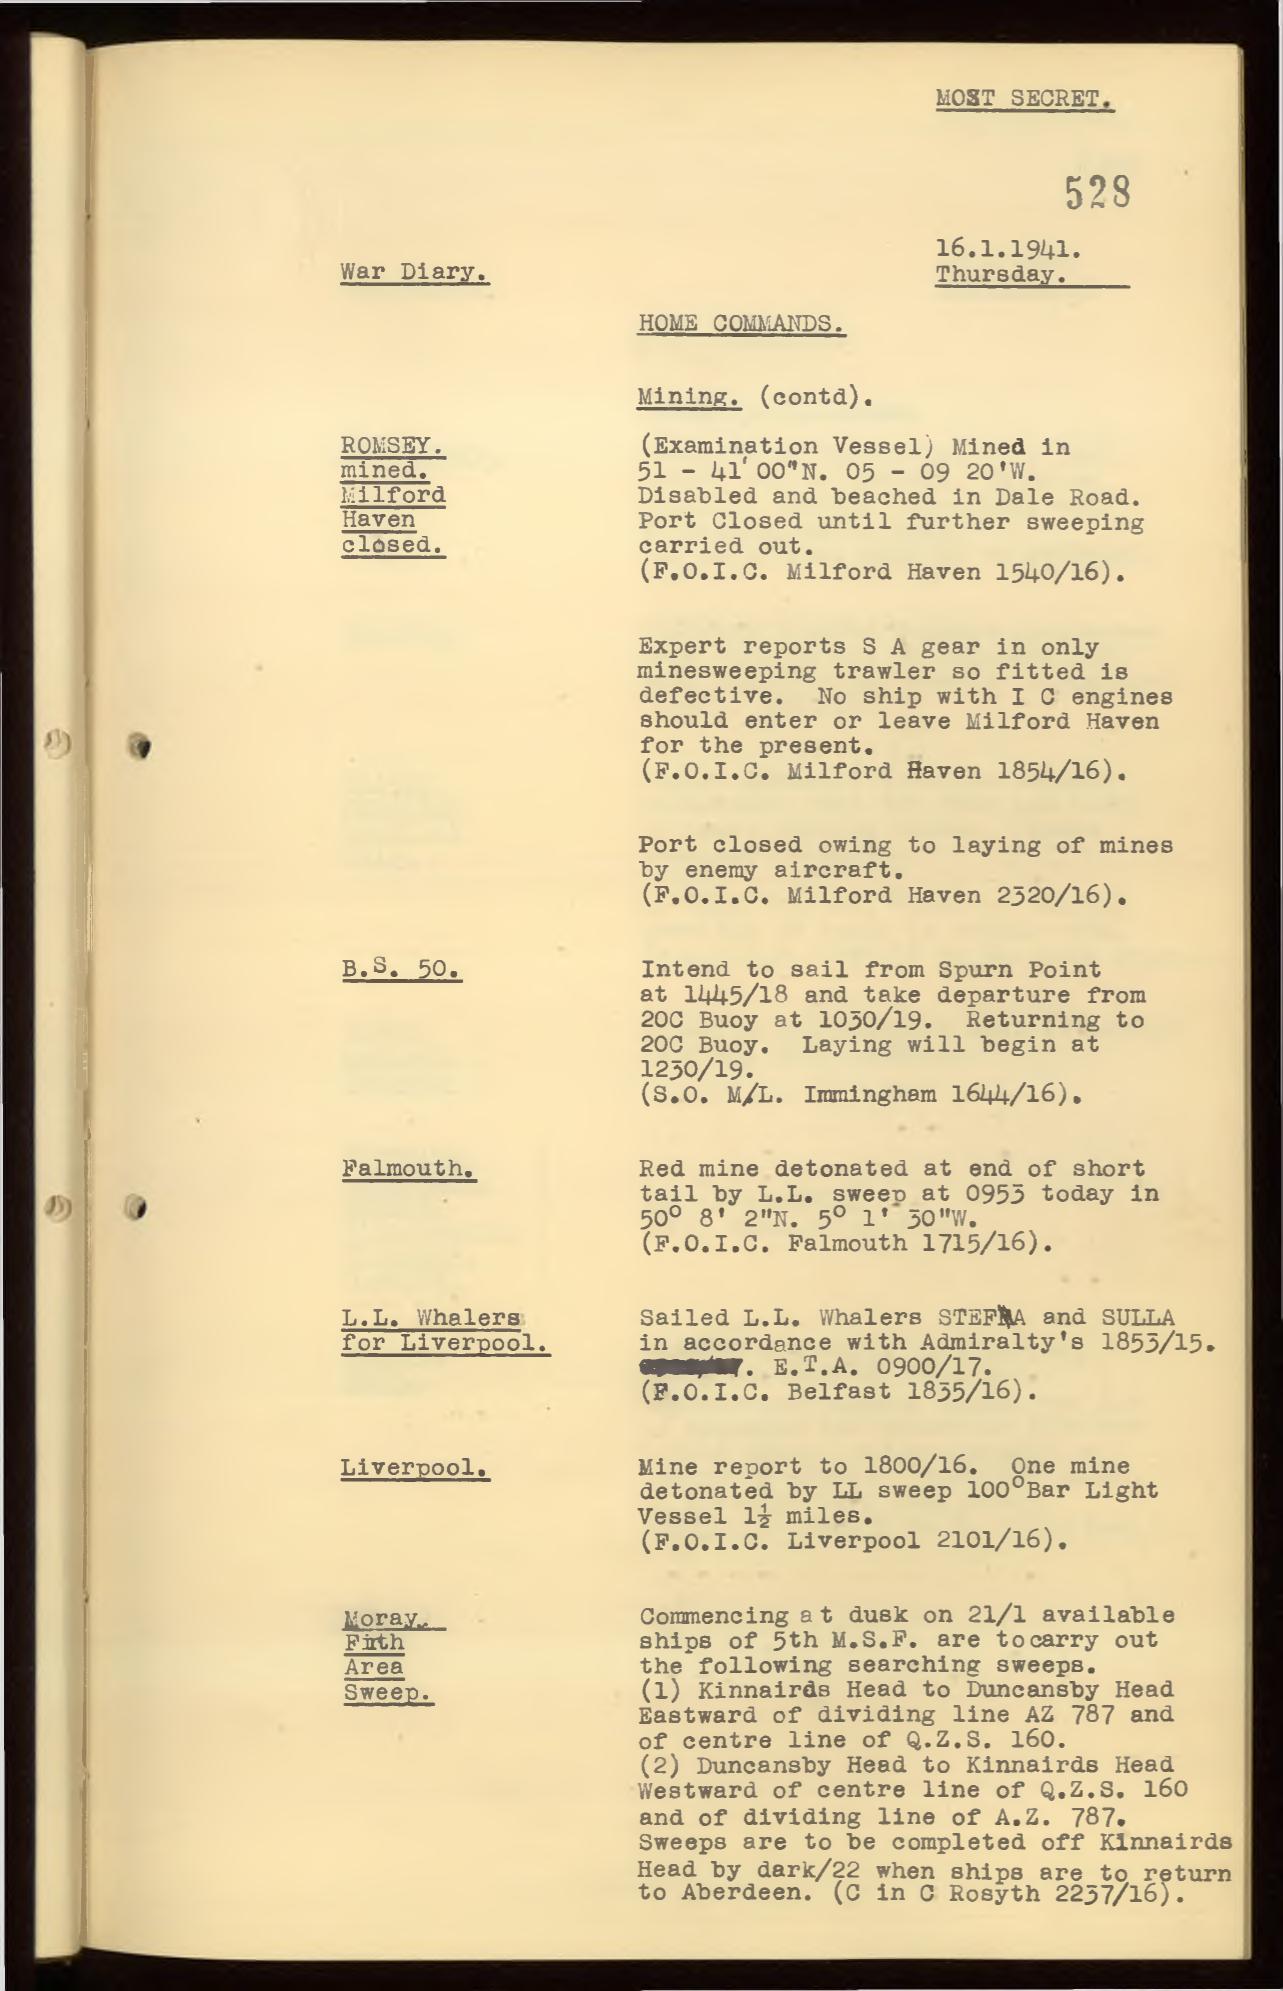 MOST SECRET.
528
16.1.1941.
Thursday.
War Diary.
HOME COMMANDS.
Mining. (contd).
ROMSEY.
mined.
Milford
Haven
closed.
(Examination Vessel) Mined in
51 - 41' 00"N. 05 - 09 20'W.
Disabled and beached in Dale Road.
Port Closed until further sweeping
carried out.
(F.O.I.C. Milford Haven 1540/16).
Expert reports S A gear in only
minesweeping trawler so fitted is
defective. No ship with I C engines
should enter or leave Milford Haven
for the present.
(F.O.I.C. Milford Haven 1854/16).
Port closed owing to laying of mines
by enemy aircraft.
(F.O.I.C. Milford Haven 2320/16).
B.S. 50.
Intend to sail from Spurn Point
at 1445/18 and take departure from
20C Buoy at 1030/19. Returning to
20C Buoy. Laying will begin at
1230/19.
(S.O. M/L. Immingham 1644/16).
Falmouth.
Red mine detonated at end of short
tail by L.L. sweep at 0953 today in
50° 8' 2"N. 5° 1' 30"W.
(F.O.I.C. Falmouth 1715/16).
L.L. Whalers
for Liverpool.
Sailed L.L. Whalers and SULLA
in accordance with Admiralty's 1853/15.
. E.T.A. 0900/17.
(F.O.I.C. Belfast 1835/16).
Liverpool.
Mine report to 1800/16. One mine
detonated by LL sweep 100°Bar Light
Vessel 1½ miles.
(F.O.I.C. Liverpool 2101/16).
Moray.
Firth
Area
Sweep.
Commencing at dusk on 21/1 available
ships of 5th M.S.F. are tocarry out
the following searching sweeps.
(1) Kinnairds Head to Duncansby Head
Eastward of dividing line AZ 787 and
of centre line of Q.Z.S. 160.
(2) Duncansby Head to Kinnairds Head
Westward of centre line of Q.Z.S. 160
and of dividing line of A.Z. 787.
Sweeps are to be completed off Kinnairds
Head by dark/22 when ships are to return
to Aberdeen. (C in C Rosyth 2237/16).